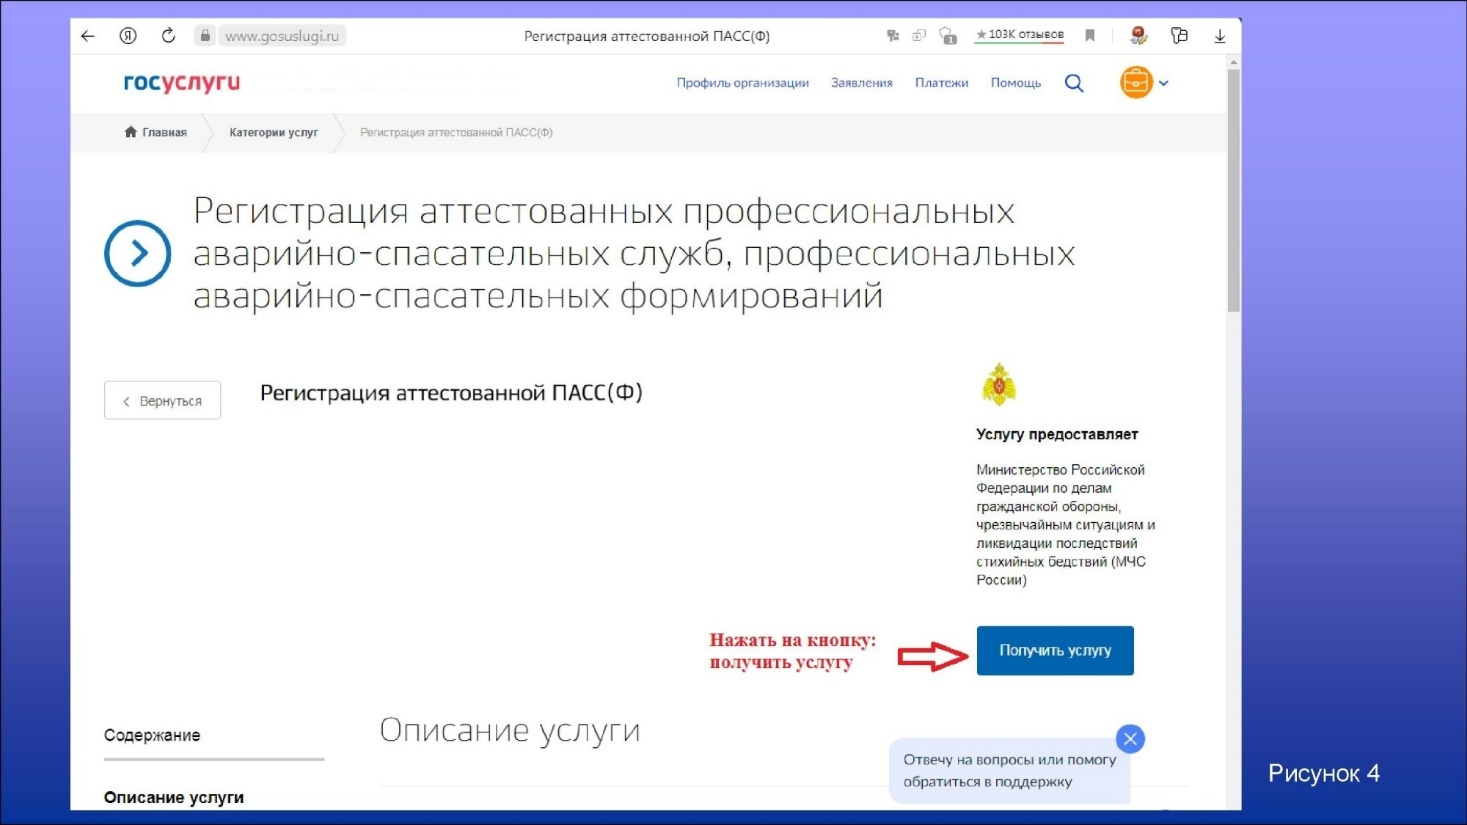 Я
www.gosuslugi.ru
Регистрация аттестованной ПАСС(Ф)
1
★ 103K отзывов
госуслуги
Профиль организации
Заявления
Платежи
Помощь
Главная
Категории услуг
Регистрация аттестованной ПАСС(Ф)
Регистрация аттестованных профессиональных
аварийно-спасательных служб, профессиональных
аварийно-спасательных формирований
Вернуться
Регистрация аттестованной ПАСС(Ф)
Услугу предоставляет
Министерство Российской
Федерации по делам
гражданской обороны,
чрезвычайным ситуациям и
ликвидации последствий
стихийных бедствий (МЧС
России)
Нажать на кнопку:
получить услугу
Получить услугу
Содержание
Описание услуги
Описание услуги
Отвечу на вопросы или помогу
обратиться в поддержку
Рисунок 4